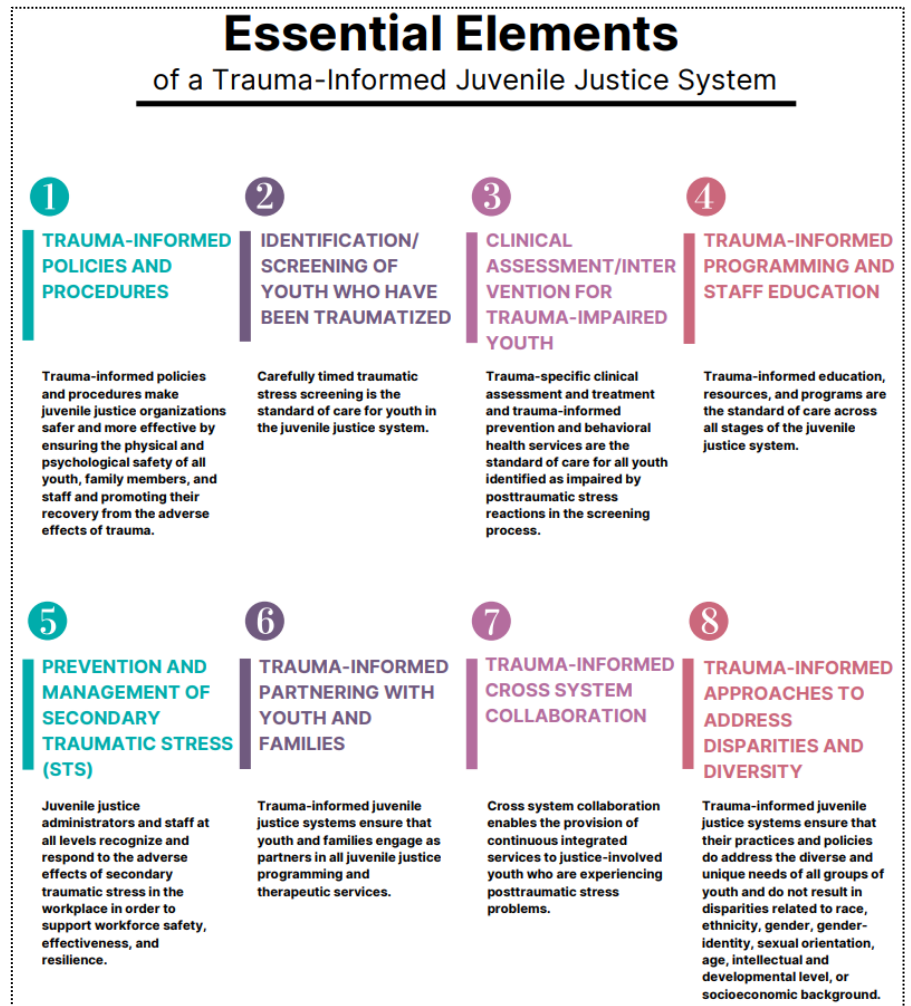 Essential Elements
of a Trauma-Informed Juvenile Justice System
1
TRAUMA-INFORMED
POLICIES AND
PROCEDURES
Trauma-informed policies
and procedures make
juvenile justice organizations
safer and more effective by
ensuring the physical and
psychological safety of all
youth, family members, and
staff and promoting their
recovery from the adverse
effects of trauma.
2
IDENTIFICATION/
SCREENING OF
YOUTH WHO HAVE
BEEN TRAUMATIZED
Carefully timed traumatic
stress screening is the
standard of care for youth in
the juvenile justice system.
3
CLINICAL
ASSESSMENT/INTER
VENTION FOR
TRAUMA-IMPAIRED
YOUTH
Trauma-specific clinical
assessment and treatment
and trauma-informed
prevention and behavioral
health services are the
standard of care for all youth
identified as impaired by
posttraumatic stress
reactions in the screening
process.
4
TRAUMA-INFORMED
PROGRAMMING AND
STAFF EDUCATION
Trauma-informed education,
resources, and programs are
the standard of care across
all stages of the juvenile
justice system.
5
PREVENTION AND
MANAGEMENT OF
SECONDARY
TRAUMATIC STRESS
(STS)
Juvenile justice
administrators and staff at
all levels recognize and
respond to the adverse
effects of secondary
traumatic stress in the
workplace in order to
support workforce safety,
effectiveness, and
resilience.
6
TRAUMA-INFORMED
PARTNERING WITH
YOUTH AND
FAMILIES
Trauma-informed juvenile
justice systems ensure that
youth and families engage as
partners in all juvenile justice
programming and
therapeutic services.
7
TRAUMA-INFORMED
CROSS SYSTEM
COLLABORATION
Cross system collaboration
enables the provision of
continuous integrated
services to justice-involved
youth who are experiencing
posttraumatic stress
problems.
8
TRAUMA-INFORMED
APPROACHES TO
ADDRESS
DISPARITIES AND
DIVERSITY
Trauma-informed juvenile
justice systems ensure that
their practices and policies
do address the diverse and
unique needs of all groups of
youth and do not result in
disparities related to race,
ethnicity, gender, gender-
identity, sexual orientation,
age, intellectual and
developmental level, or
socioeconomic background.